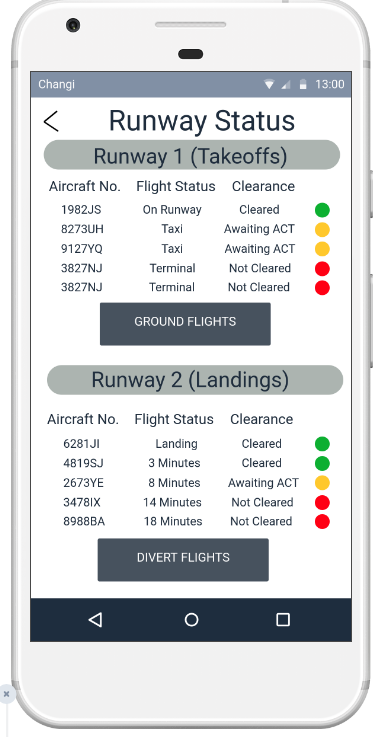 Changi 13:00
Runway Status
Runway 1 (Takeoffs)
Aircraft No. Flight Status Clearance
1982JS On Runway Cleared
8273UH Taxi Awaiting ACT
9127YQ Taxi Awaiting ACT
3827NJ Terminal Not Cleared
3827NJ Terminal Not Cleared
GROUND FLIGHTS
Runway 2 (Landings)
Aircraft No. Flight Status Clearance
6281JI Landing Cleared
4819SJ 3 Minutes Cleared
2673YE 8 Minutes Awaiting ACT
3478IX 14 Minutes Not Cleared
8988BA 18 Minutes Not Cleared
DIVERT FLIGHTS